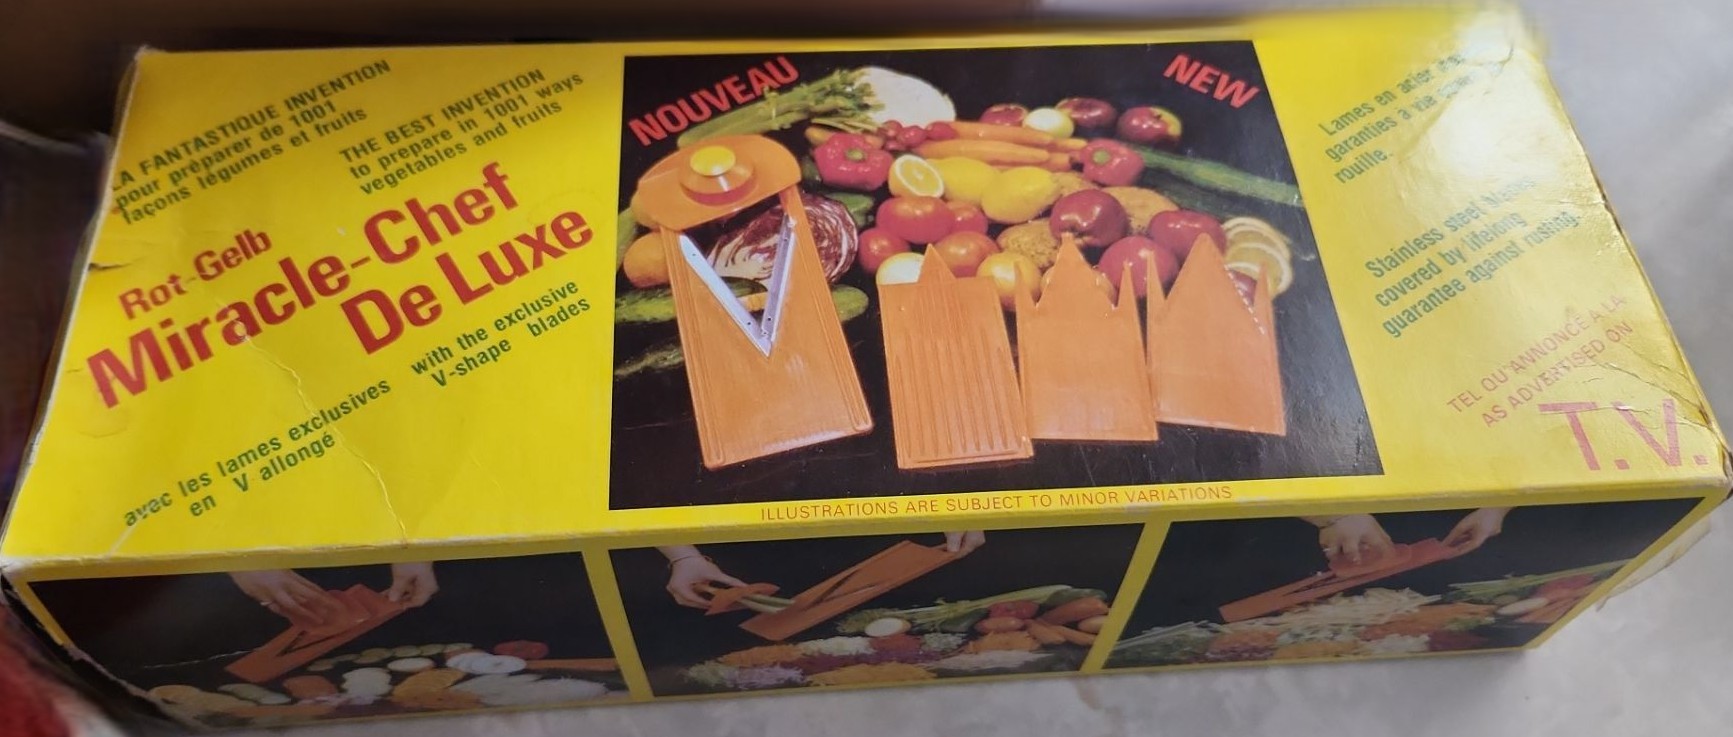 LA FANTASTIQUE INVENTION
pour préparer de 1001
façons légumes et fruits
THE BEST INVENTION
to prepare in 1001 ways
vegetables and fruits
Rot-Gelb
Miracle-Chef
De Luxe
with the exclusive
V-shape blades
avec les lames exclusives
en V allongé
NOUVEAU
NEW
ILLUSTRATIONS ARE SUBJECT TO MINOR VARIATIONS
Lames en acier
garanties à vie
rouille.
Stainless steel blades
covered by lifelong
guarantee against rusting.
TEL QU'ANNONCÉ A LA
AS ADVERTISED ON
T.V.